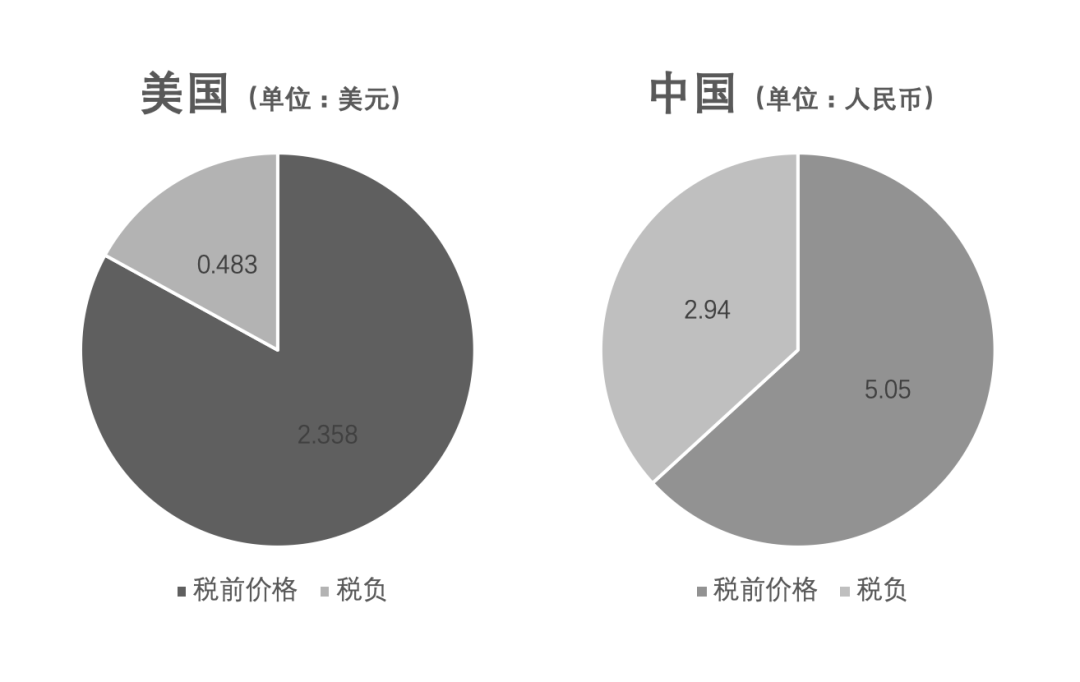 美国（单位：美元）
0.483
2.358
税前价格 税负
中国（单位：人民币）
2.94
5.05
税前价格 税负